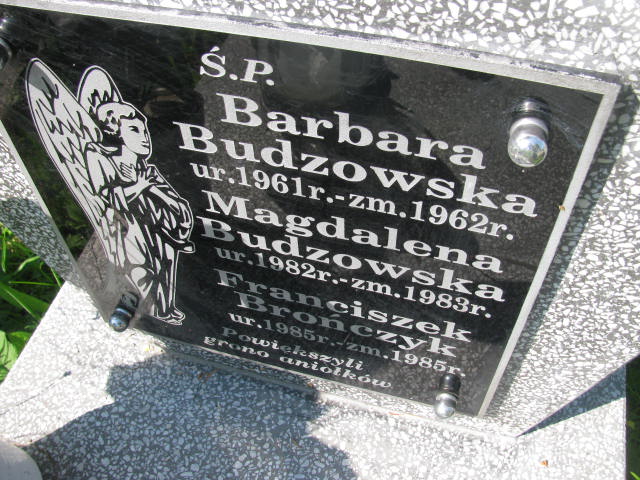 Ś.P.
Barbara
Budzowska
ur.1961r.-zm.1962r.
Magdalena
Budzowska
ur.1982r.-zm.1983r.
Franciszek
Brończyk
ur.1985r.-zm.1985r.
Powiekszyli
grono aniołków